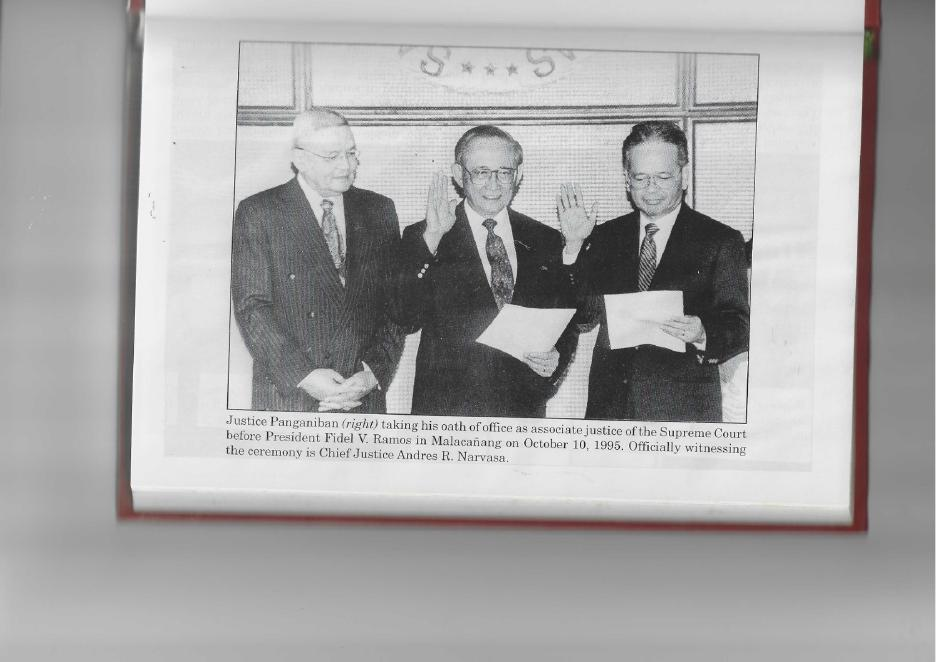 Justice Panganiban (right) taking his oath of office as associate justice of the Supreme Court
before President Fidel V. Ramos in Malacañang on October 10, 1995. Officially witnessing
the ceremony is Chief Justice Andres R. Narvasa.